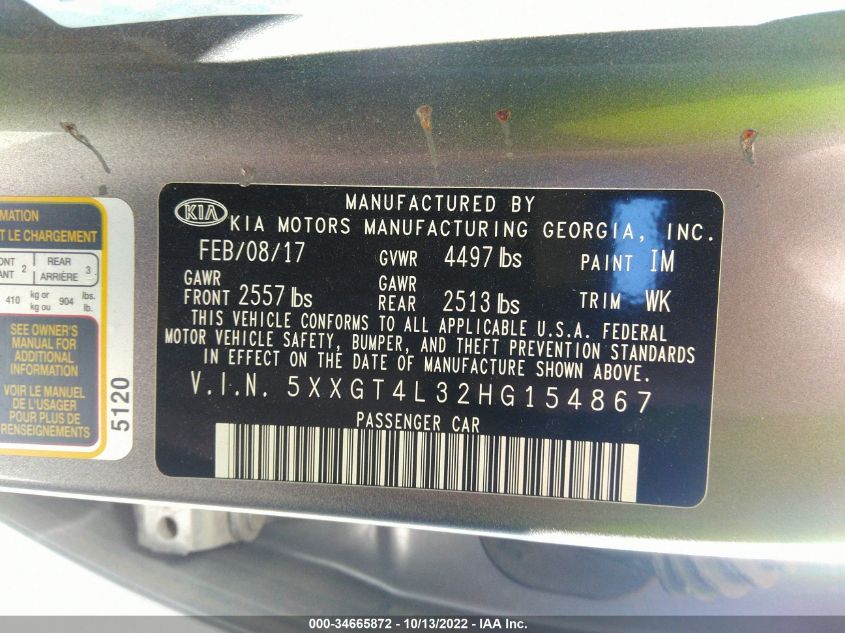 MATION
T LE CHARGEMENT
ONT 2 REAR 3
ANT ARRIÈRE
410 kg or 904 lbs.
kg ou lb.
SEE OWNER'S
MANUAL FOR
ADDITIONAL
INFORMATION
VOIR LE MANUEL
DE L'USAGER
POUR PLUS DE
RENSEIGNEMENTS
5120
MANUFACTURED BY
KIA KIA MOTORS MANUFACTURING GEORGIA, INC.
FEB/08/17 GVWR 4497 lbs PAINT IM
GAWR GAWR
FRONT 2557 lbs REAR 2513 lbs TRIM WK
THIS VEHICLE CONFORMS TO ALL APPLICABLE U.S.A. FEDERAL
MOTOR VEHICLE SAFETY, BUMPER, AND THEFT PREVENTION STANDARDS
IN EFFECT ON THE DATE OF MANUFACTURE SHOWN ABOVE.
V.I.N. 5XXGT4L32HG154867
PASSENGER CAR
000-34665872 - 10/13/2022 - IAA Inc.